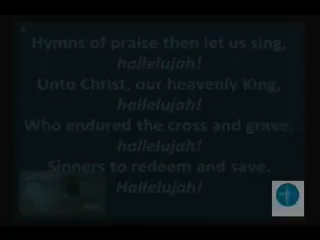 Hymns of praise then let us sing,
hallelujah!
Unto Christ, our heavenly King,
hallelujah!
Who endured the cross and grave,
hallelujah!
Sinners to redeem and save.
Hallelujah!